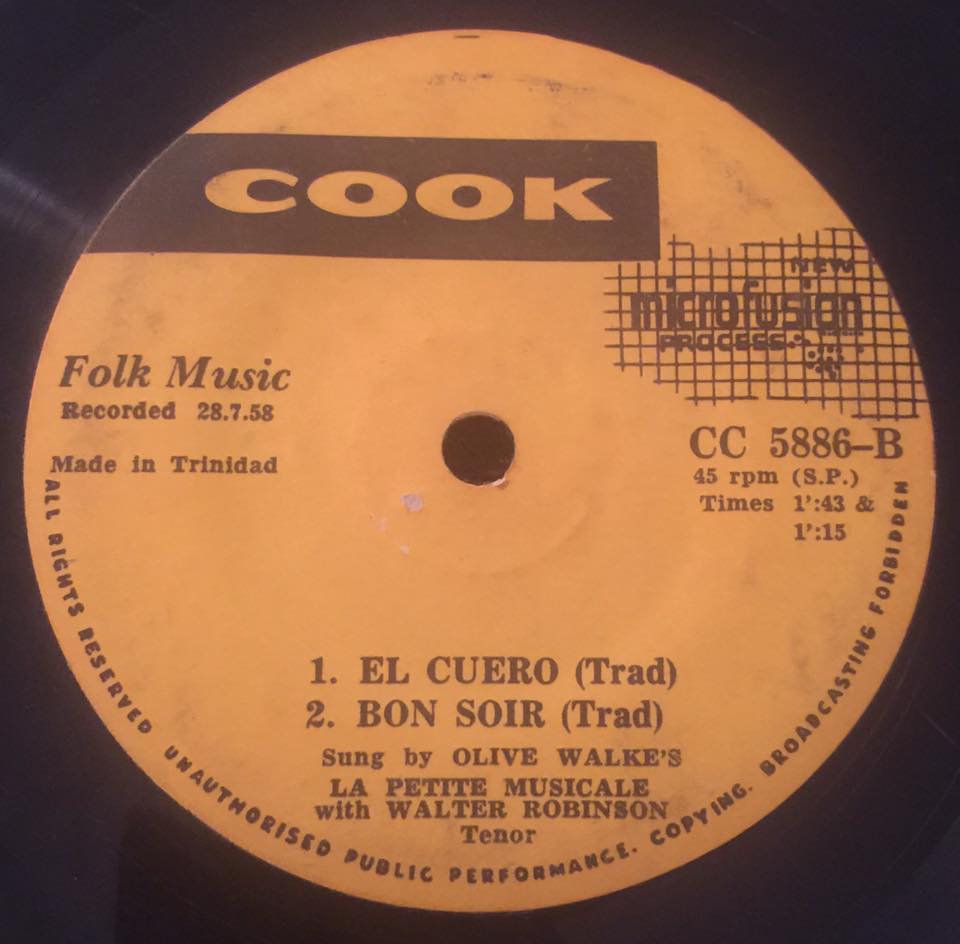 COOK
NEW
microfusion
PROCESS
Folk Music
Recorded 28.7.58
Made in Trinidad
CC 5886-B
45 rpm (S.P.)
Times 1':43 &
1':15
1. EL CUERO (Trad)
2. BON SOIR (Trad)
Sung by OLIVE WALKE'S
LA PETITE MUSICALE
with WALTER ROBINSON
Tenor
ALL RIGHTS RESERVED UNAUTHORISED PUBLIC PERFORMANCE. COPYING. BROADCASTING FORBIDDEN